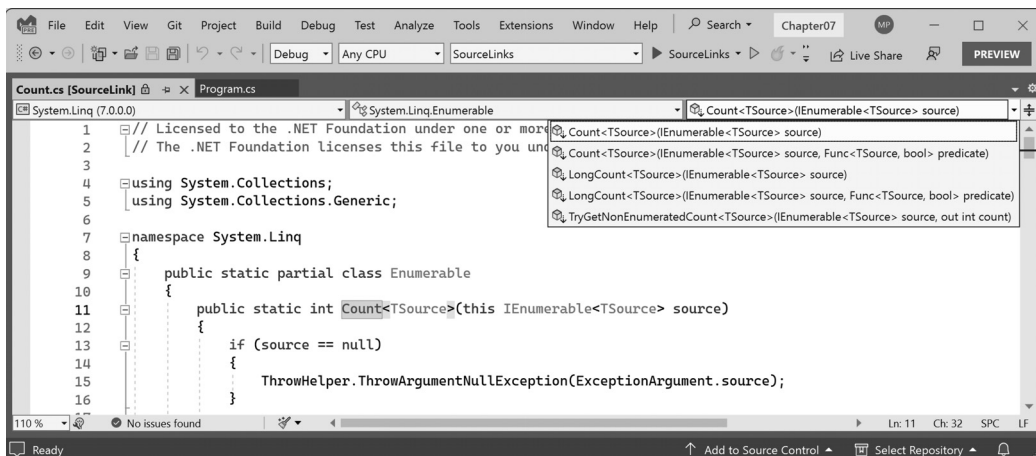 File Edit View Git Project Build Debug Test Analyze Tools Extensions Window Help Search Chapter07 MP
Debug Any CPU SourceLinks SourceLinks Live Share PREVIEW
Count.cs [SourceLink] Program.cs
C# System.Linq (7.0.0.0) System.Linq.Enumerable Count<TSource>(IEnumerable<TSource> source)
Count<TSource>(IEnumerable<TSource> source)
Count<TSource>(IEnumerable<TSource> source, Func<TSource, bool> predicate)
LongCount<TSource>(IEnumerable<TSource> source)
LongCount<TSource>(IEnumerable<TSource> source, Func<TSource, bool> predicate)
TryGetNonEnumeratedCount<TSource>(IEnumerable<TSource> source, out int count)
1 // Licensed to the .NET Foundation under one or more
2 // The .NET Foundation licenses this file to you
3
4 using System.Collections;
5 using System.Collections.Generic;
6
7 namespace System.Linq
8 {
9 public static partial class Enumerable
10 {
11 public static int Count<TSource>(this IEnumerable<TSource> source)
12 {
13 if (source == null)
14 {
15 ThrowHelper.ThrowArgumentNullException(ExceptionArgument.source);
16 }
110 % No issues found Ln: 11 Ch: 32 SPC LF
Ready Add to Source Control Select Repository